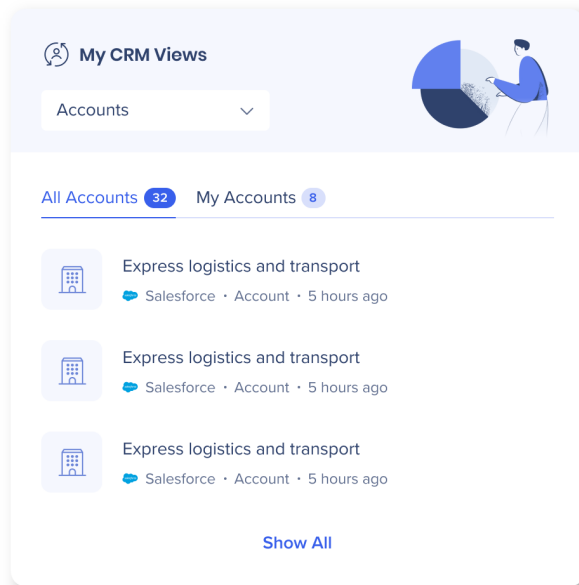 My CRM Views
Accounts
All Accounts 32 My Accounts 8
Express logistics and transport
Salesforce • Account • 5 hours ago
Express logistics and transport
Salesforce • Account • 5 hours ago
Express logistics and transport
Salesforce • Account • 5 hours ago
Show All